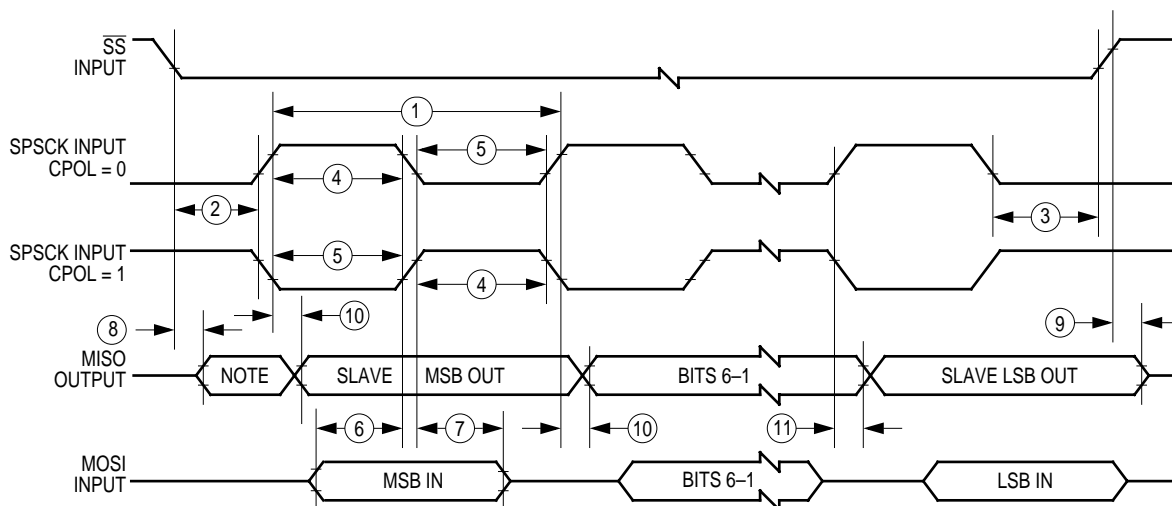 S̅S̅
INPUT
1
SPSCK INPUT
CPOL = 0
5
4
2
3
SPSCK INPUT
CPOL = 1
5
4
8
10
9
MISO
OUTPUT
NOTE
SLAVE
MSB OUT
BITS 6–1
SLAVE LSB OUT
6
7
10
11
MOSI
INPUT
MSB IN
BITS 6–1
LSB IN